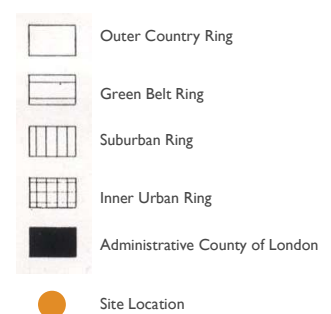 Outer Country Ring
Green Belt Ring
Suburban Ring
Inner Urban Ring
Administrative County of London
Site Location